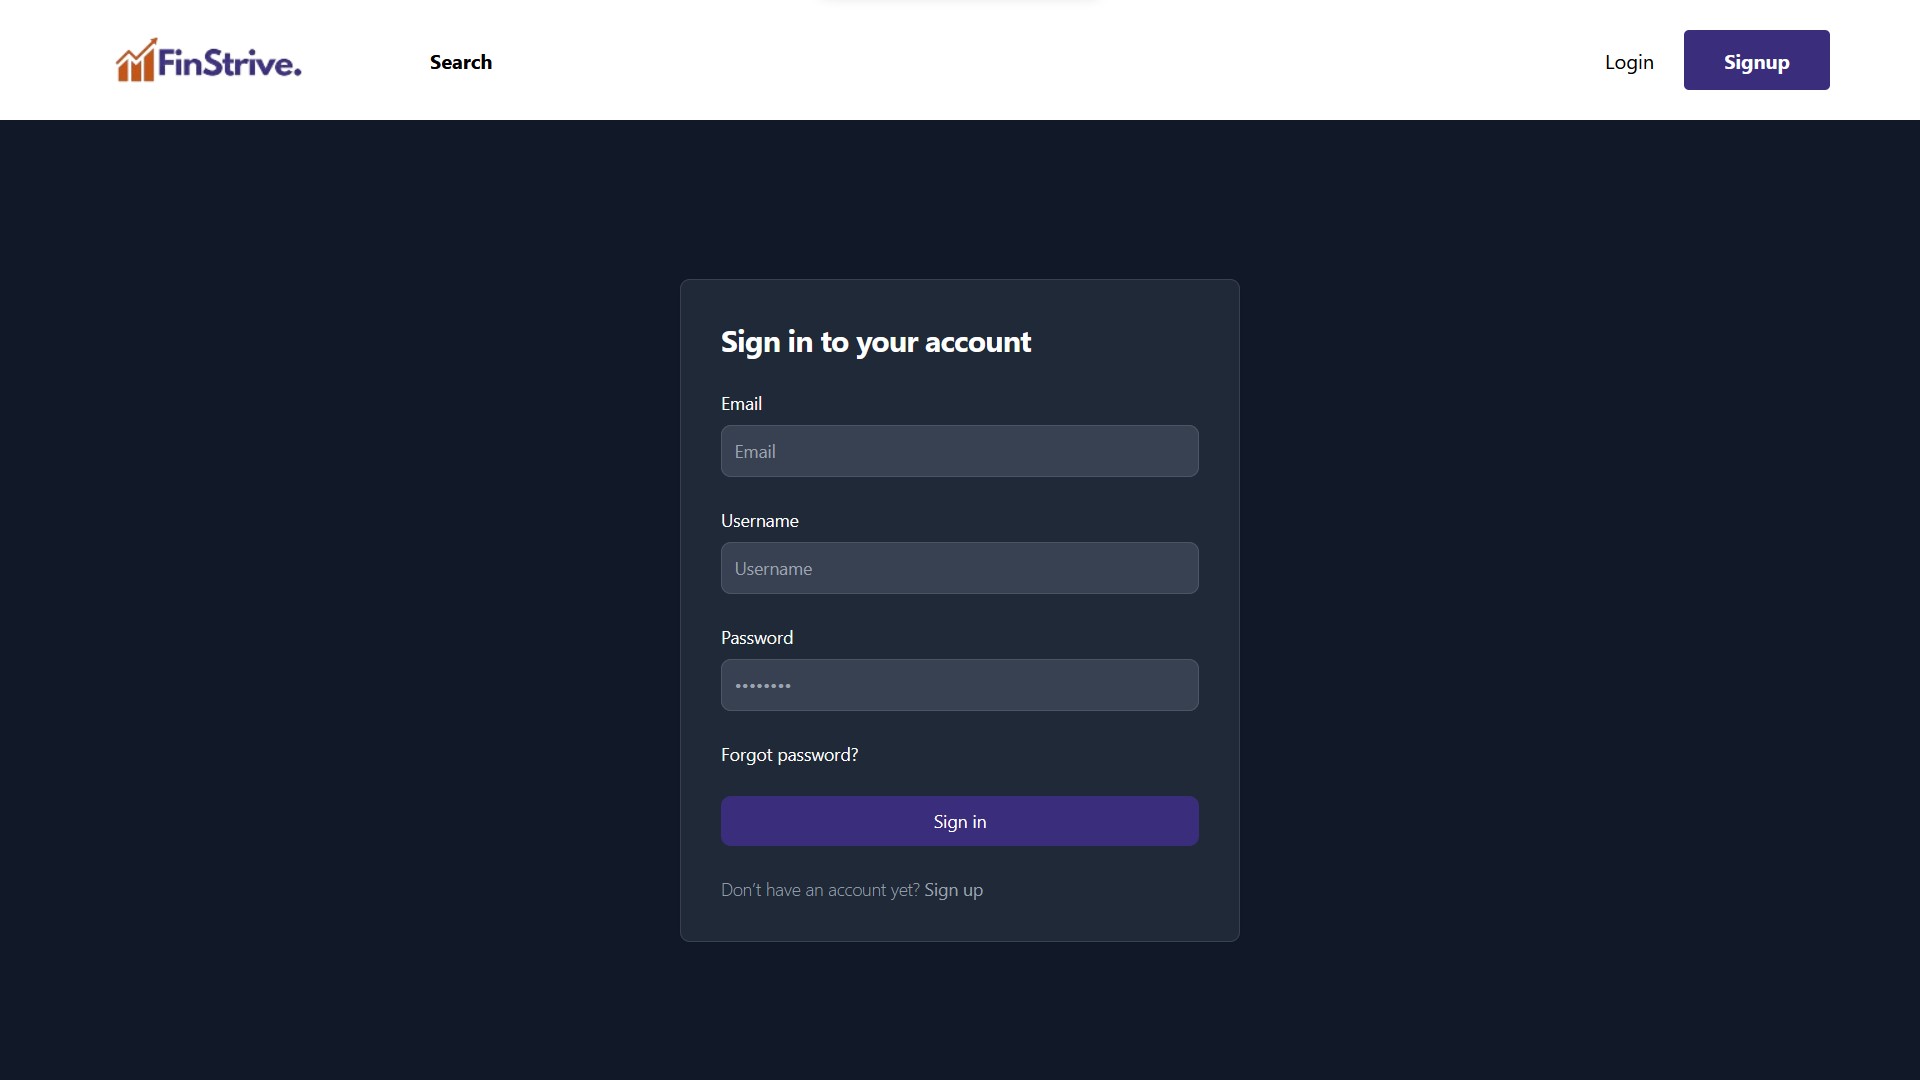 FinStrive.
Search
Login
Signup
Sign in to your account
Email
Email
Username
Username
Password
••••••••
Forgot password?
Sign in
Don’t have an account yet? Sign up